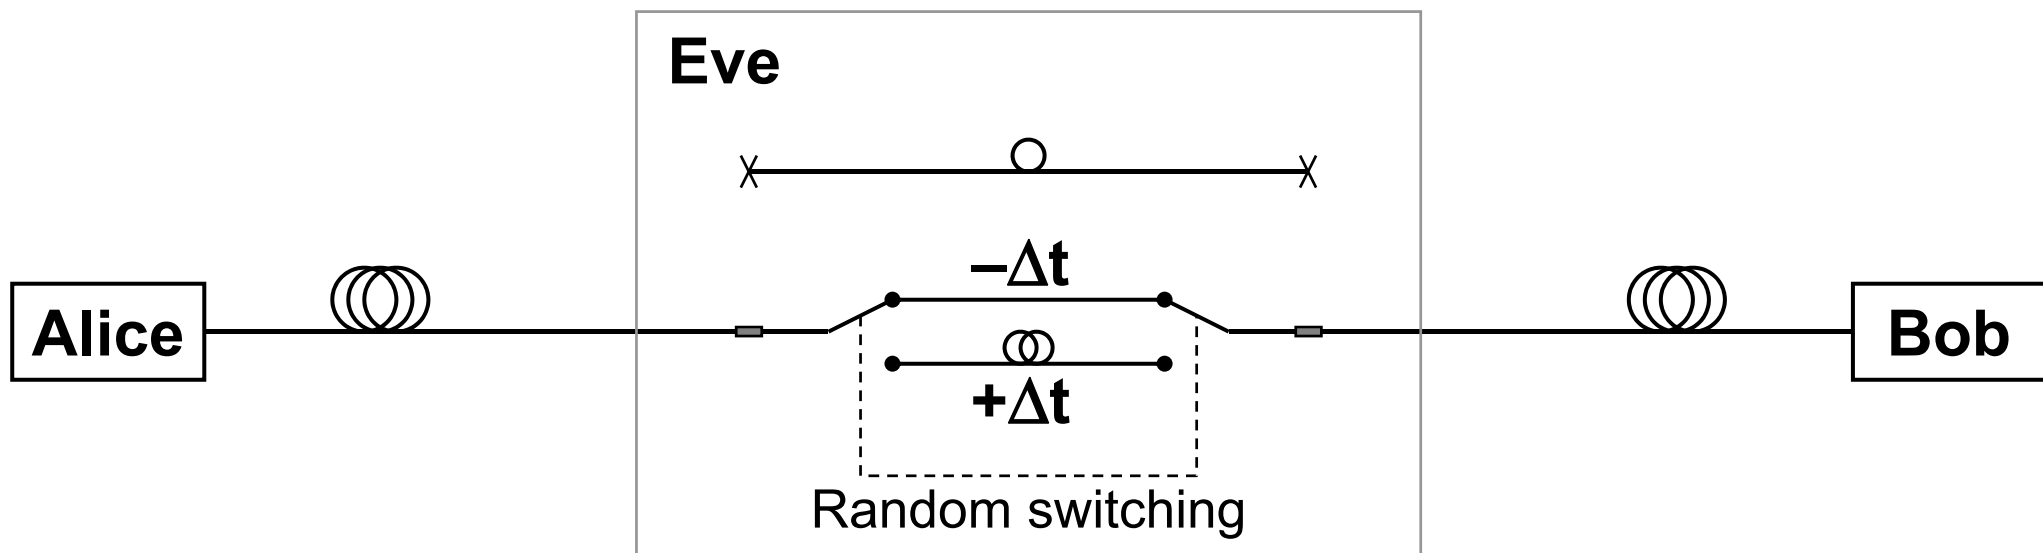 Eve
–Δt
Alice
Bob
+Δt
Random switching